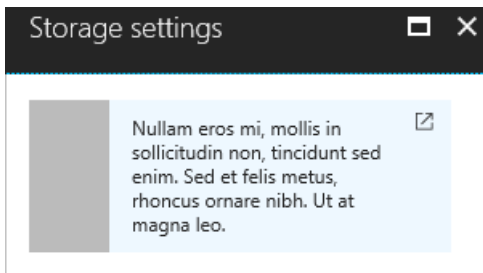 Storage settings
Nullam eros mi, mollis in
sollicitudin non, tincidunt sed
enim. Sed et felis metus,
rhoncus ornare nibh. Ut at
magna leo.